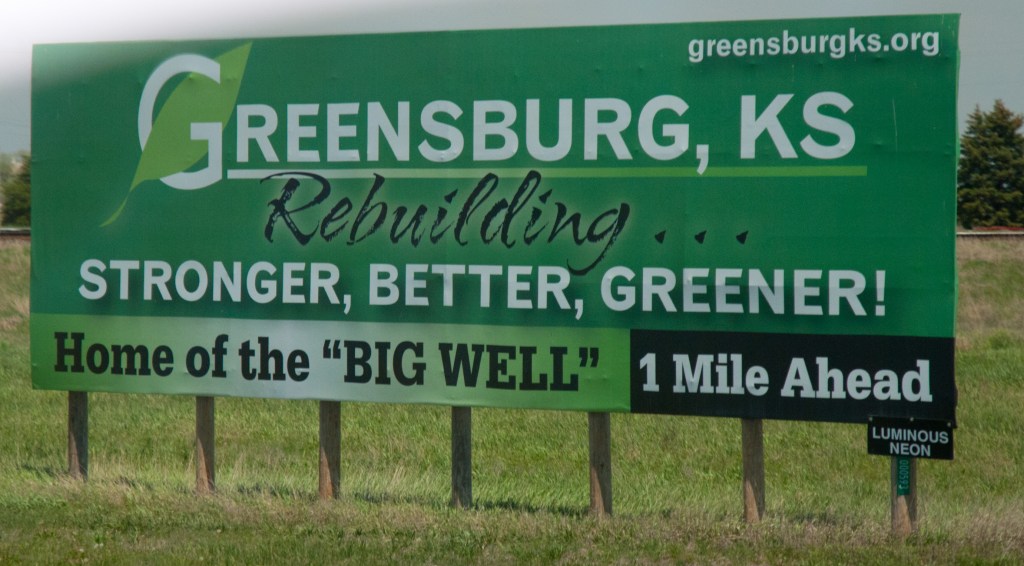 greensburgks.org
GREENSBURG, KS
Rebuilding...
STRONGER, BETTER, GREENER!
Home of the “BIG WELL”
1 Mile Ahead
LUMINOUS
NEON